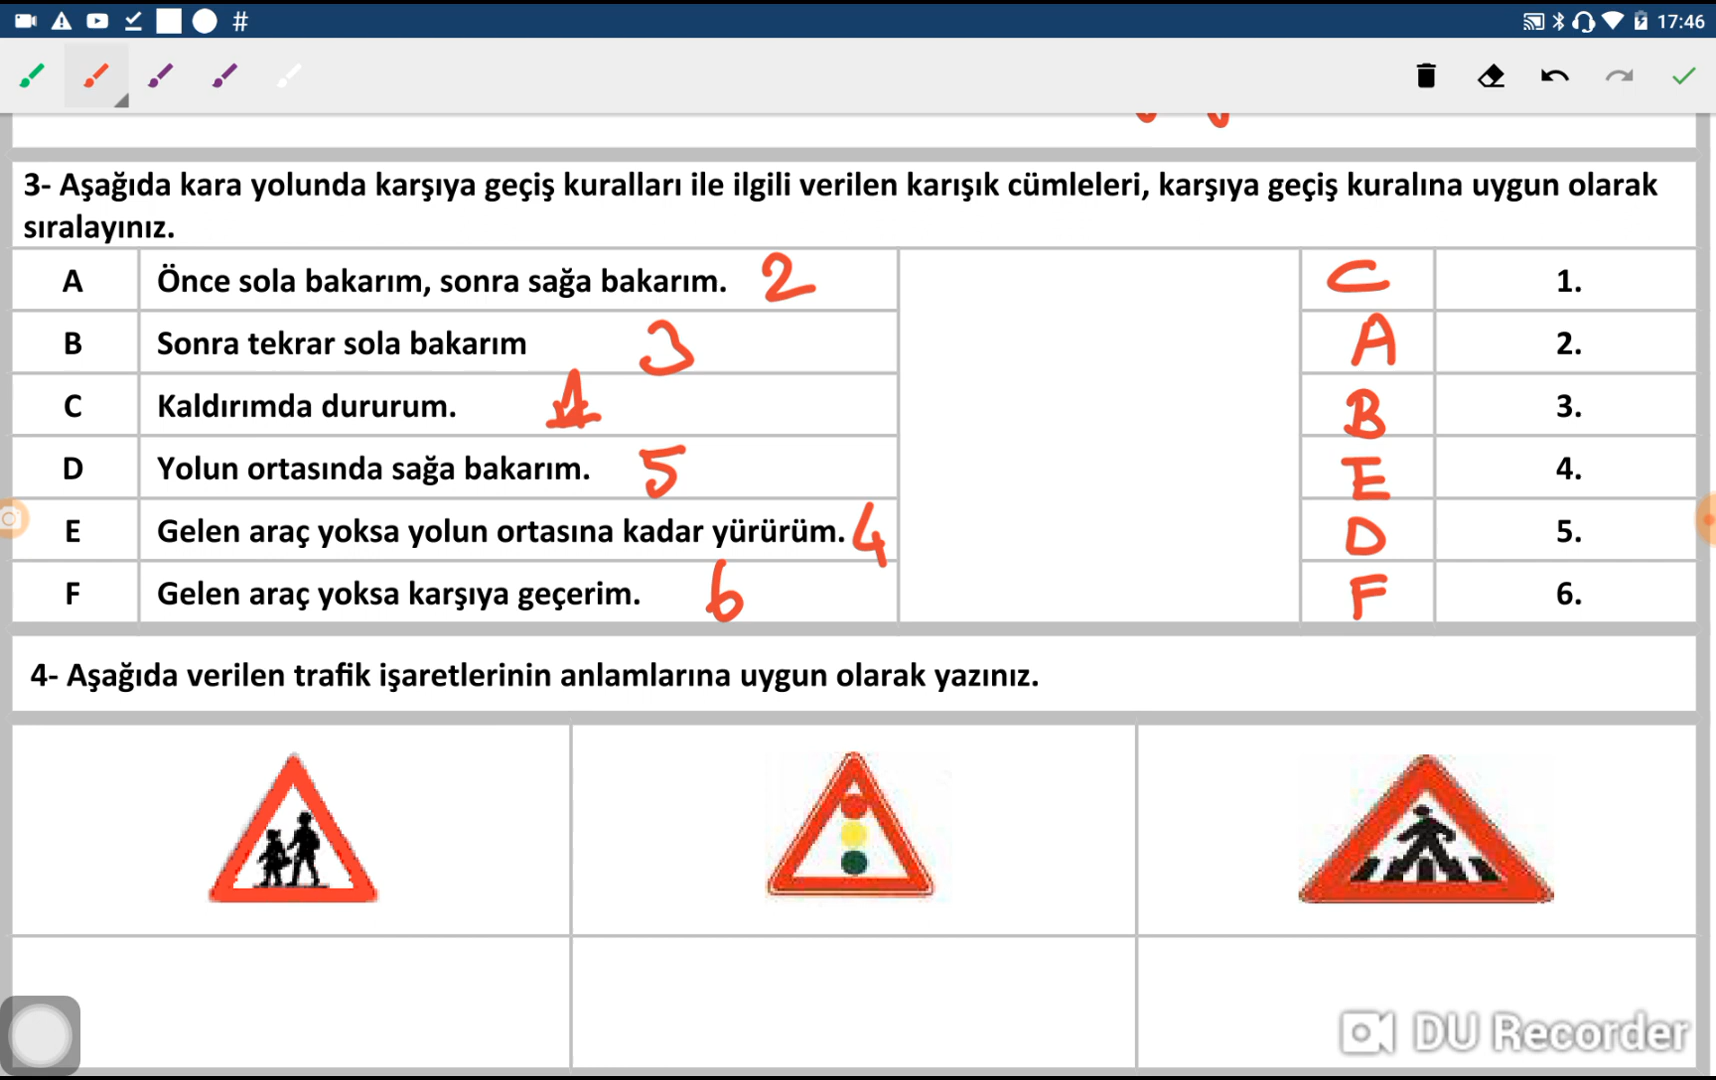 # 17:46
3- Aşağıda kara yolunda karşıya geçiş kuralları ile ilgili verilen karışık cümleleri, karşıya geçiş kuralına uygun olarak
sıralayınız.
A Önce sola bakarım, sonra sağa bakarım. 2 C 1.
B Sonra tekrar sola bakarım 3 A 2.
C Kaldırımda dururum. 1 B 3.
D Yolun ortasında sağa bakarım. 5 E 4.
E Gelen araç yoksa yolun ortasına kadar yürürüm. 4 D 5.
F Gelen araç yoksa karşıya geçerim. 6 F 6.
4- Aşağıda verilen trafik işaretlerinin anlamlarına uygun olarak yazınız.
DU Recorder